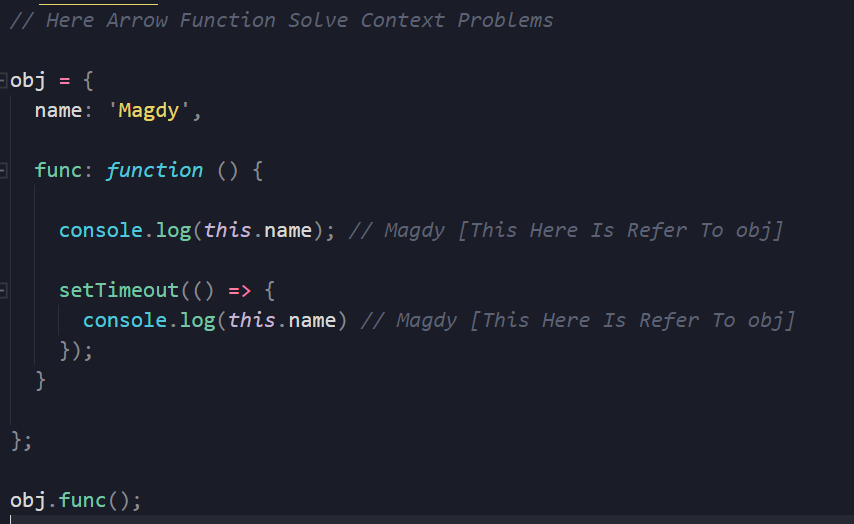 // Here Arrow Function Solve Context Problems
obj = {
name: 'Magdy',
func: function () {
console.log(this.name); // Magdy [This Here Is Refer To obj]
setTimeout(() => {
console.log(this.name) // Magdy [This Here Is Refer To obj]
});
}
};
obj.func();